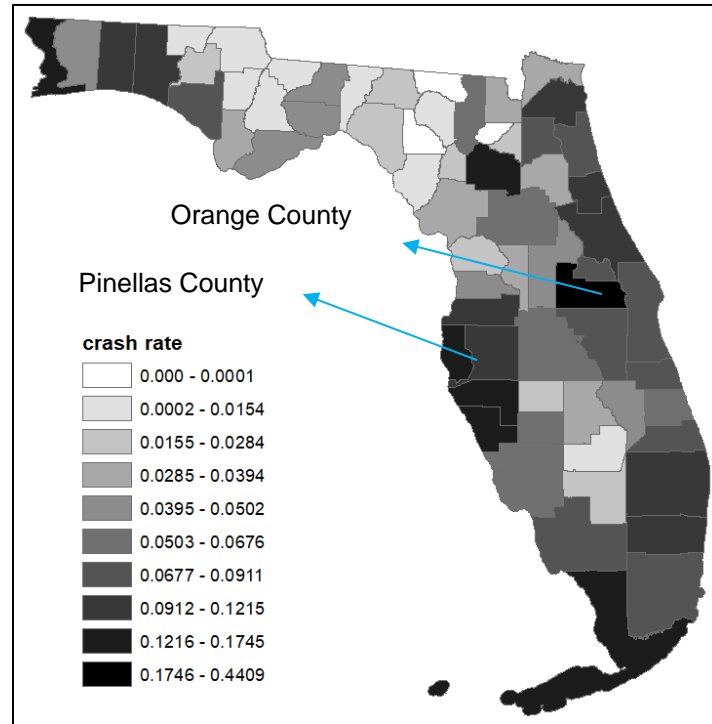 Orange County
Pinellas County
crash rate
0.000 - 0.0001
0.0002 - 0.0154
0.0155 - 0.0284
0.0285 - 0.0394
0.0395 - 0.0502
0.0503 - 0.0676
0.0677 - 0.0911
0.0912 - 0.1215
0.1216 - 0.1745
0.1746 - 0.4409